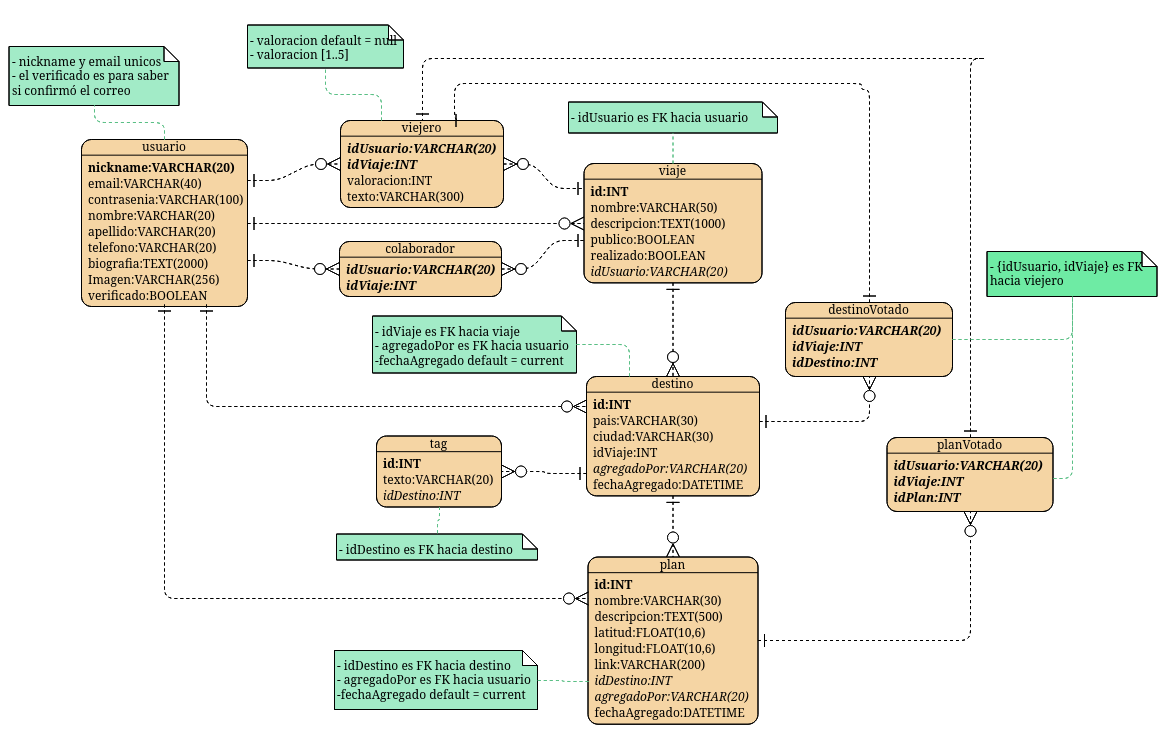 - nickname y email unicos
- el verificado es para saber
si confirmó el correo
- valoracion default = null
- valoracion [1..5]
- idUsuario es FK hacia usuario
usuario
nickname:VARCHAR(20)
email:VARCHAR(40)
contrasenia:VARCHAR(100)
nombre:VARCHAR(20)
apellido:VARCHAR(20)
telefono:VARCHAR(20)
biografia:TEXT(2000)
Imagen:VARCHAR(256)
verificado:BOOLEAN
viejero
idUsuario:VARCHAR(20)
idViaje:INT
valoracion:INT
texto:VARCHAR(300)
colaborador
idUsuario:VARCHAR(20)
idViaje:INT
viaje
id:INT
nombre:VARCHAR(50)
descripcion:TEXT(1000)
publico:BOOLEAN
realizado:BOOLEAN
idUsuario:VARCHAR(20)
- {idUsuario, idViaje} es FK
hacia viejero
destinoVotado
idUsuario:VARCHAR(20)
idViaje:INT
idDestino:INT
- idViaje es FK hacia viaje
- agregadoPor es FK hacia usuario
-fechaAgregado default = current
destino
id:INT
pais:VARCHAR(30)
ciudad:VARCHAR(30)
idViaje:INT
agregadoPor:VARCHAR(20)
fechaAgregado:DATETIME
tag
id:INT
texto:VARCHAR(20)
idDestino:INT
planVotado
idUsuario:VARCHAR(20)
idViaje:INT
idPlan:INT
- idDestino es FK hacia destino
plan
id:INT
nombre:VARCHAR(30)
descripcion:TEXT(500)
latitud:FLOAT(10,6)
longitud:FLOAT(10,6)
link:VARCHAR(200)
idDestino:INT
agregadoPor:VARCHAR(20)
fechaAgregado:DATETIME
- idDestino es FK hacia destino
- agregadoPor es FK hacia usuario
-fechaAgregado default = current